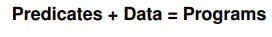 Predicates + Data = Programs